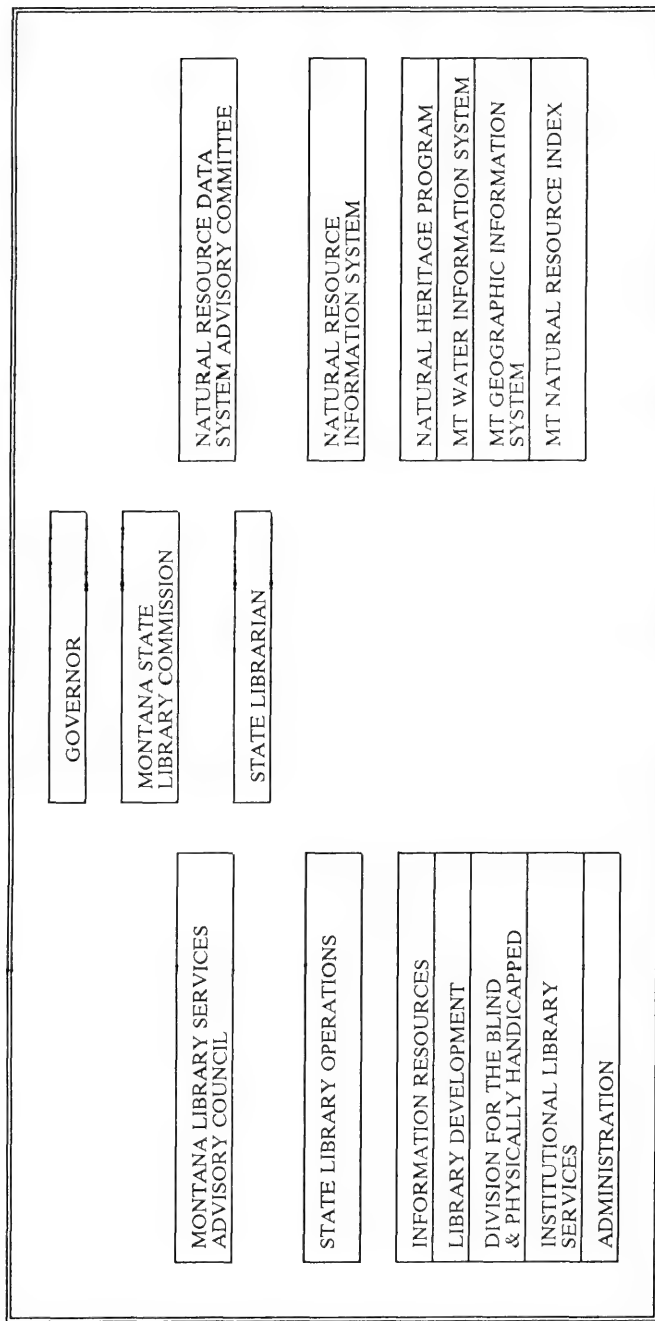 GOVERNOR
MONTANA STATE
LIBRARY COMMISSION
STATE LIBRARIAN
MONTANA LIBRARY SERVICES
ADVISORY COUNCIL
STATE LIBRARY OPERATIONS
INFORMATION RESOURCES
LIBRARY DEVELOPMENT
DIVISION FOR THE BLIND
& PHYSICALLY HANDICAPPED
INSTITUTIONAL LIBRARY
SERVICES
ADMINISTRATION
NATURAL RESOURCE DATA
SYSTEM ADVISORY COMMITTEE
NATURAL RESOURCE
INFORMATION SYSTEM
NATURAL HERITAGE PROGRAM
MT WATER INFORMATION SYSTEM
MT GEOGRAPHIC INFORMATION
SYSTEM
MT NATURAL RESOURCE INDEX